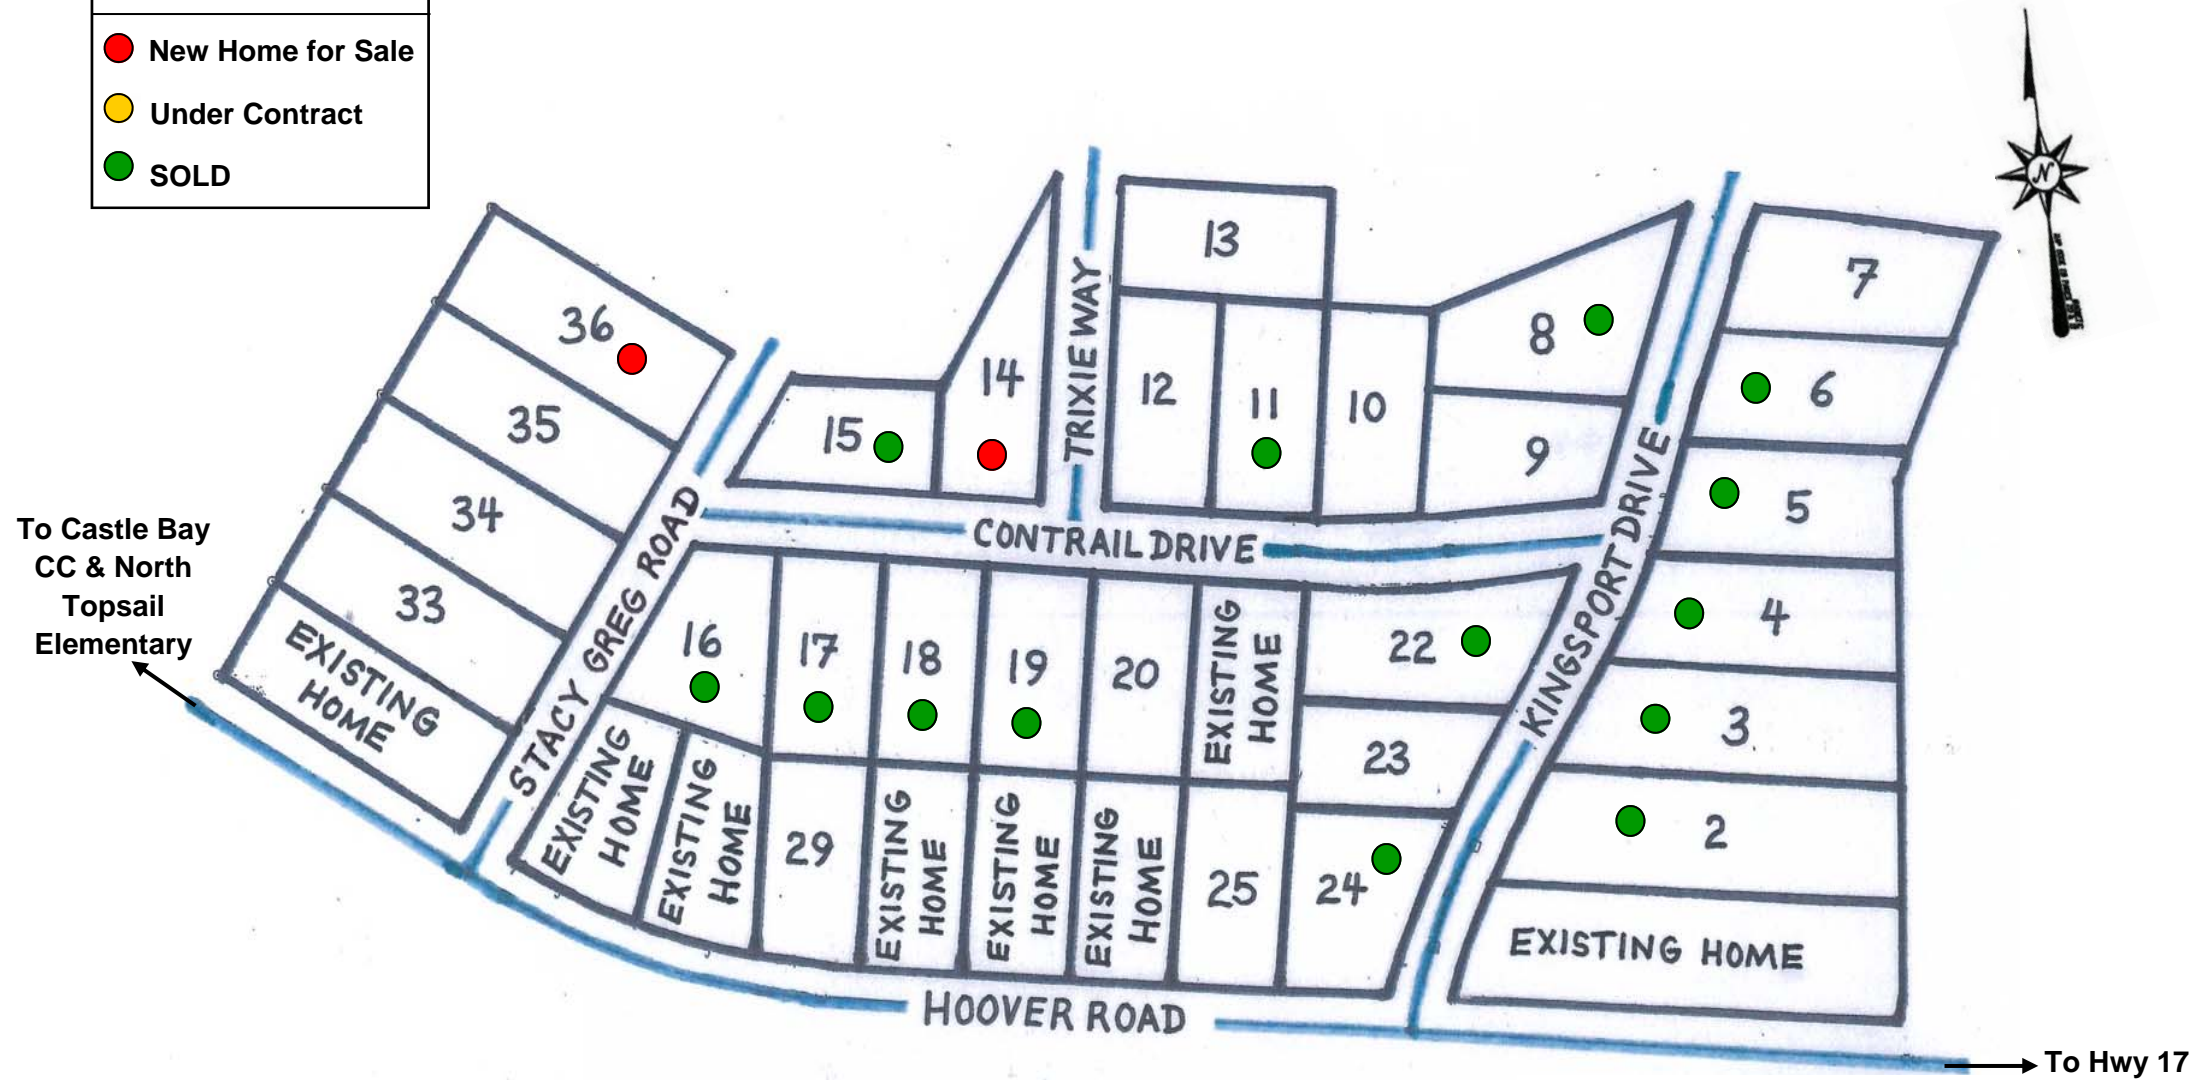 New Home for Sale
Under Contract
SOLD
N
13
7
36
8
6
14
TRIXIE WAY
12
11
10
35
15
9
5
34
STACY GREG ROAD
CONTRAIL DRIVE
KINGSPORT DRIVE
To Castle Bay
CC & North
Topsail
Elementary
33
4
EXISTING
HOME
16
17
18
19
20
EXISTING
HOME
22
3
23
EXISTING
HOME
EXISTING
HOME
29
EXISTING
HOME
EXISTING
HOME
EXISTING
HOME
25
24
2
EXISTING HOME
HOOVER ROAD
To Hwy 17